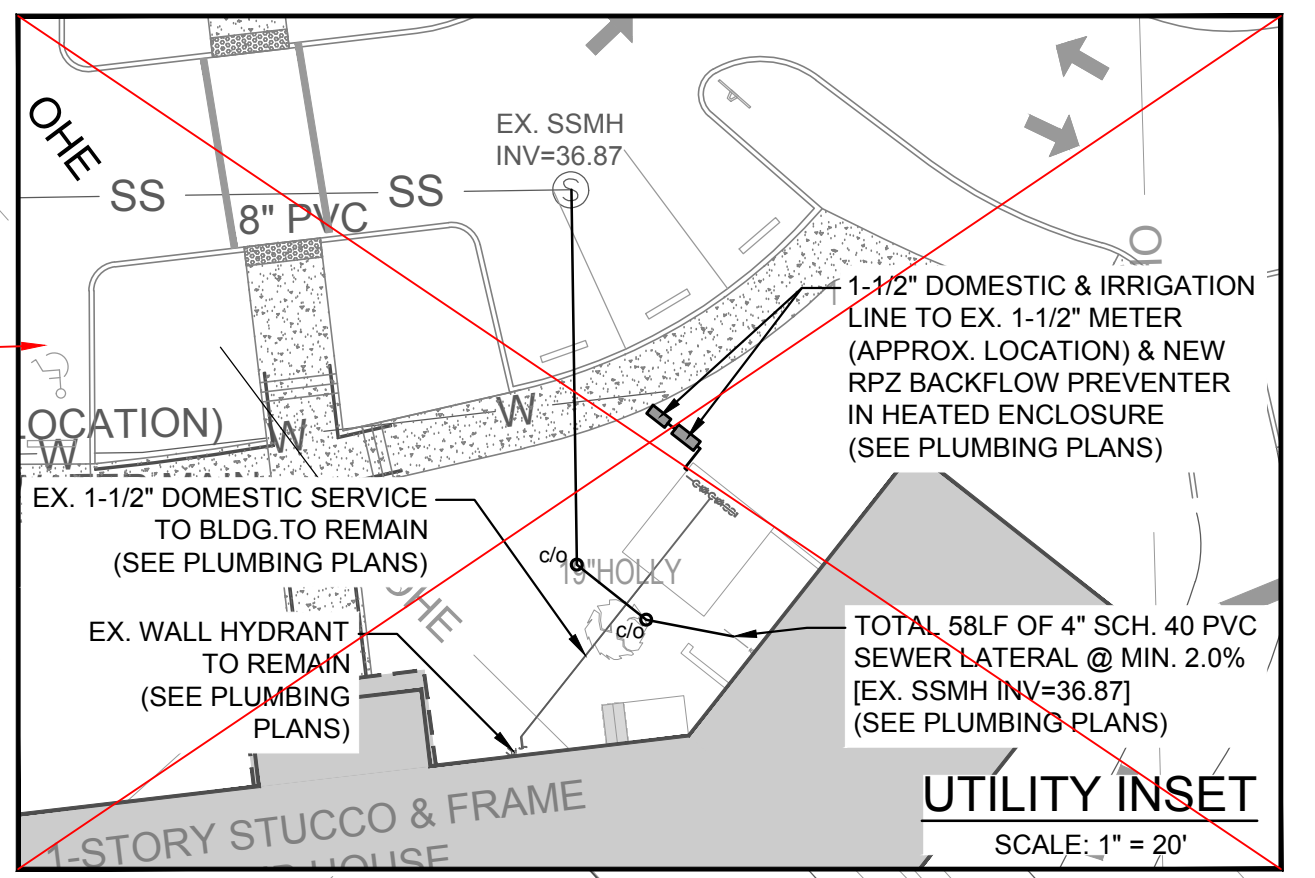 OHE
EX. SSMH
INV=36.87
SS
SS
8" PVC
1-1/2" DOMESTIC & IRRIGATION
LINE TO EX. 1-1/2" METER
(APPROX. LOCATION) & NEW
RPZ BACKFLOW PREVENTER
IN HEATED ENCLOSURE
(SEE PLUMBING PLANS)
LOCATION)
W
W
W
EX. 1-1/2" DOMESTIC SERVICE
TO BLDG.TO REMAIN
(SEE PLUMBING PLANS)
c/o
19"HOLLY
OHE
c/o
EX. WALL HYDRANT
TO REMAIN
(SEE PLUMBING
PLANS)
TOTAL 58LF OF 4" SCH. 40 PVC
SEWER LATERAL @ MIN. 2.0%
[EX. SSMH INV=36.87]
(SEE PLUMBING PLANS)
1-STORY STUCCO & FRAME
HOUSE
UTILITY INSET
SCALE: 1" = 20'